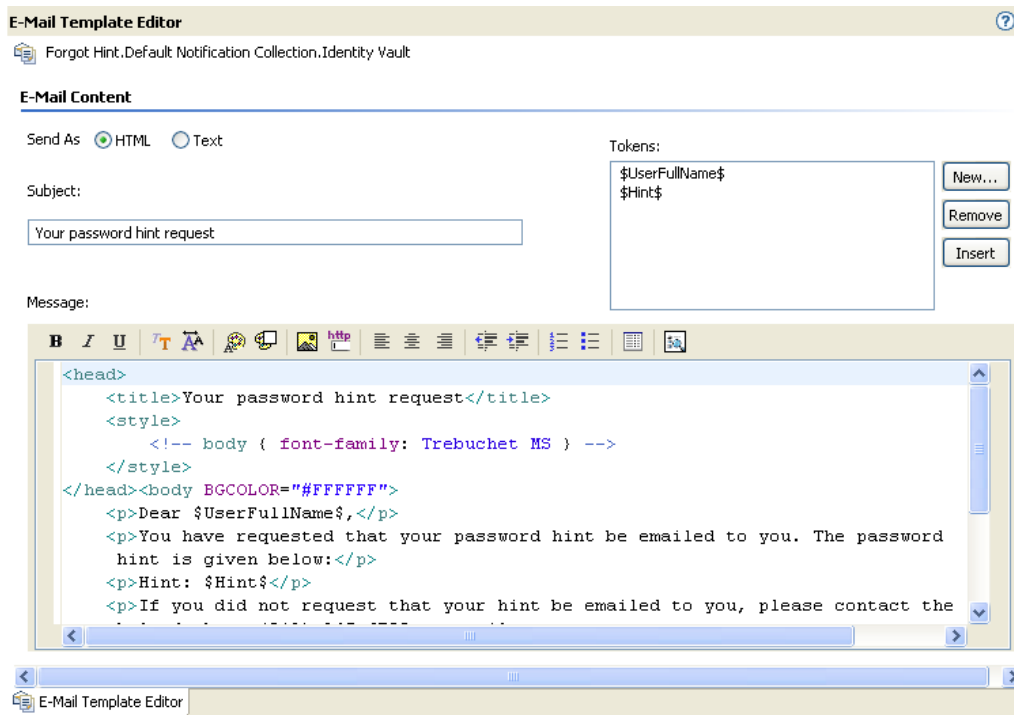 E-Mail Template Editor
Forgot Hint.Default Notification Collection.Identity Vault
E-Mail Content
Send As HTML Text
Tokens:
$UserFullName$
$Hint$
New...
Remove
Insert
Subject:
Your password hint request
Message:
B I U TT AA http
<head>
<title>Your password hint request</title>
<style>
<!-- body { font-family: Trebuchet MS } -->
</style>
</head><body BGCOLOR="#FFFFFF">
<p>Dear $UserFullName$,</p>
<p>You have requested that your password hint be emailed to you. The password
hint is given below:</p>
<p>Hint: $Hint$</p>
<p>If you did not request that your hint be emailed to you, please contact the
E-Mail Template Editor